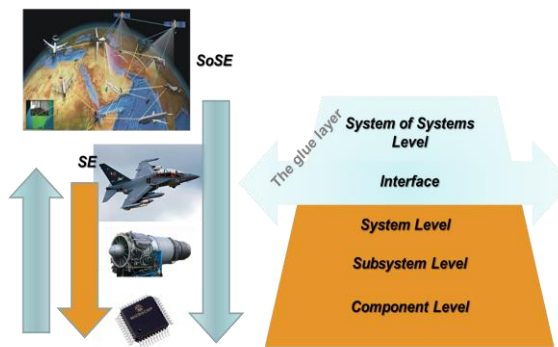 SoSE
SE
The glue layer
System of Systems
Level
Interface
System Level
Subsystem Level
Component Level